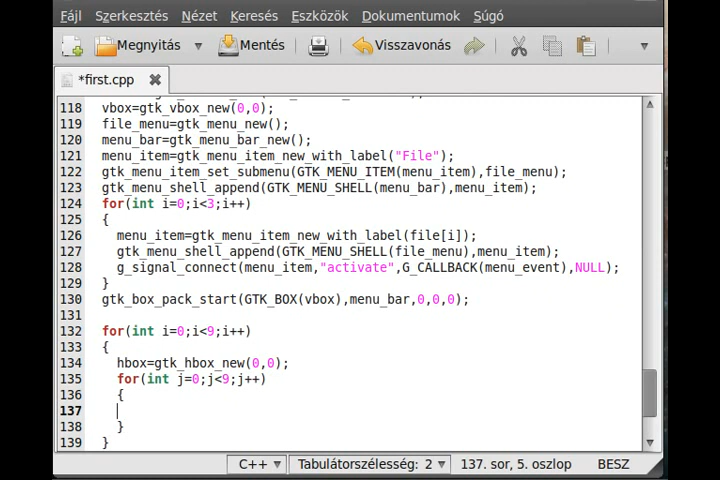 Fájl Szerkesztés Nézet Keresés Eszközök Dokumentumok Súgó
Megnyitás Mentés Visszavonás
*first.cpp
118 vbox=gtk_vbox_new(0,0);
119 file_menu=gtk_menu_new();
120 menu_bar=gtk_menu_bar_new();
121 menu_item=gtk_menu_item_new_with_label("File");
122 gtk_menu_item_set_submenu(GTK_MENU_ITEM(menu_item),file_menu);
123 gtk_menu_shell_append(GTK_MENU_SHELL(menu_bar),menu_item);
124 for(int i=0;i<3;i++)
125 {
126 menu_item=gtk_menu_item_new_with_label(file[i]);
127 gtk_menu_shell_append(GTK_MENU_SHELL(file_menu),menu_item);
128 g_signal_connect(menu_item,"activate",G_CALLBACK(menu_event),NULL);
129 }
130 gtk_box_pack_start(GTK_BOX(vbox),menu_bar,0,0,0);
131
132 for(int i=0;i<9;i++)
133 {
134 hbox=gtk_hbox_new(0,0);
135 for(int j=0;j<9;j++)
136 {
137
138 }
139 }
C++ Tabulátorszélesség: 2 137. sor, 5. oszlop BESZ